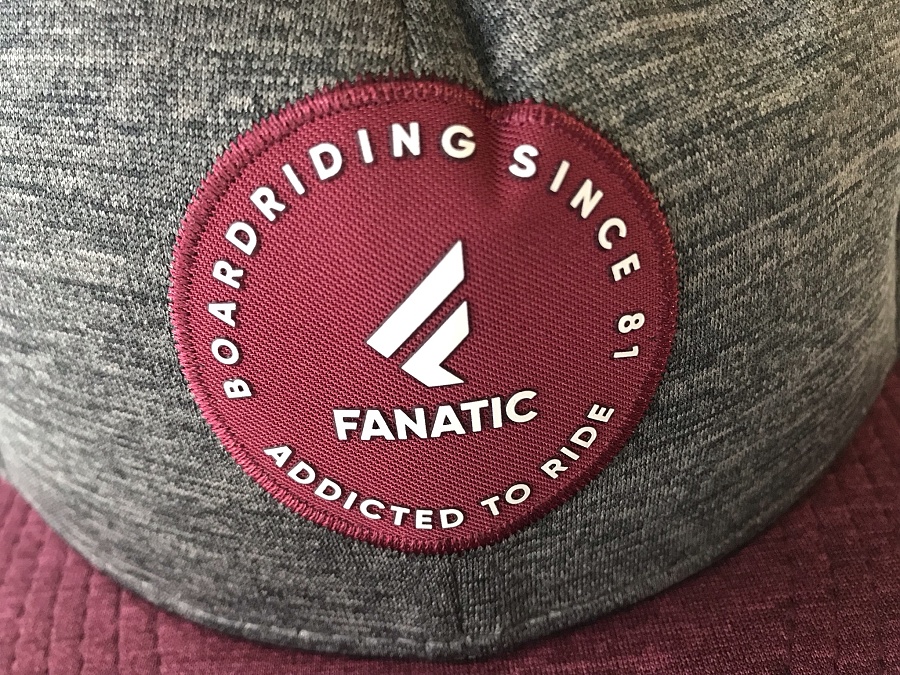 BOARDRIDING SINCE 81
FANATIC
ADDICTED TO RIDE